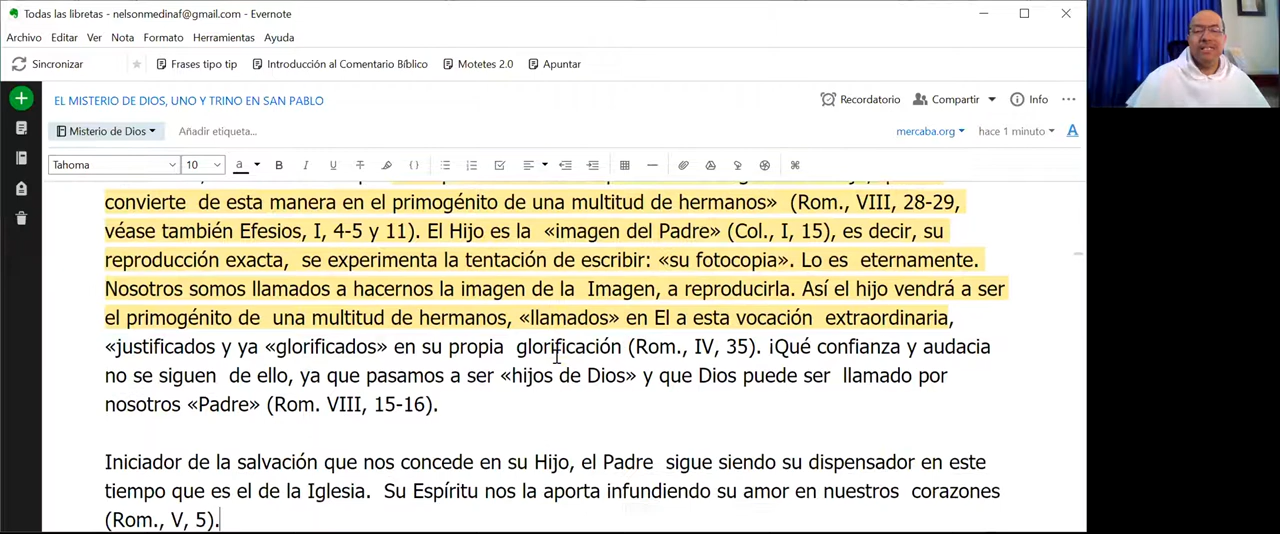 Todas las libretas - nelsonmedinaf@gmail.com - Evernote
Archivo Editar Ver Nota Formato Herramientas Ayuda
Sincronizar Frases tipo tip Introducción al Comentario Bíblico Motetes 2.0 Apuntar
EL MISTERIO DE DIOS, UNO Y TRINO EN SAN PABLO Recordatorio Compartir Info
Misterio de Dios Añadir etiqueta... mercaba.org hace 1 minuto
Tahoma 10
convierte de esta manera en el primogénito de una multitud de hermanos» (Rom., VIII, 28-29,
véase también Efesios, I, 4-5 y 11). El Hijo es la «imagen del Padre» (Col., I, 15), es decir, su
reproducción exacta, se experimenta la tentación de escribir: «su fotocopia». Lo es eternamente.
Nosotros somos llamados a hacernos la imagen de la Imagen, a reproducirla. Así el hijo vendrá a ser
el primogénito de una multitud de hermanos, «llamados» en El a esta vocación extraordinaria,
«justificados y ya «glorificados» en su propia glorificación (Rom., IV, 35). ¡Qué confianza y audacia
no se siguen de ello, ya que pasamos a ser «hijos de Dios» y que Dios puede ser llamado por
nosotros «Padre» (Rom. VIII, 15-16).
Iniciador de la salvación que nos concede en su Hijo, el Padre sigue siendo su dispensador en este
tiempo que es el de la Iglesia. Su Espíritu nos la aporta infundiendo su amor en nuestros corazones
(Rom., V, 5).